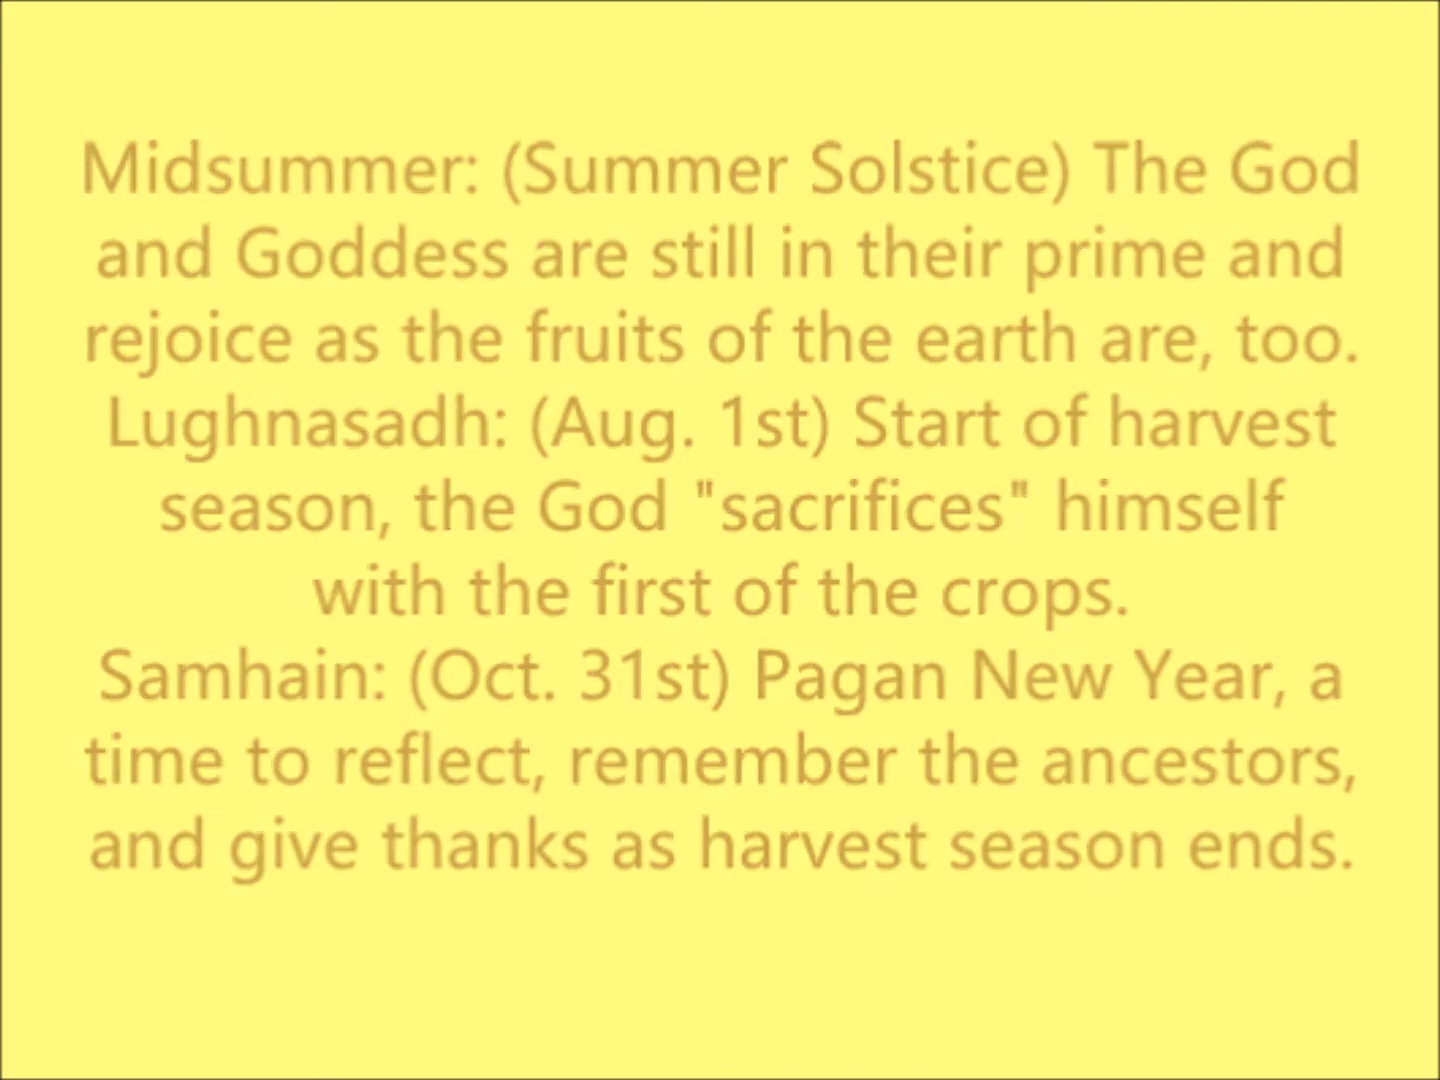 Midsummer: (Summer Solstice) The God
and Goddess are still in their prime and
rejoice as the fruits of the earth are, too.
Lughnasadh: (Aug. 1st) Start of harvest
season, the God "sacrifices" himself
with the first of the crops.
Samhain: (Oct. 31st) Pagan New Year, a
time to reflect, remember the ancestors,
and give thanks as harvest season ends.